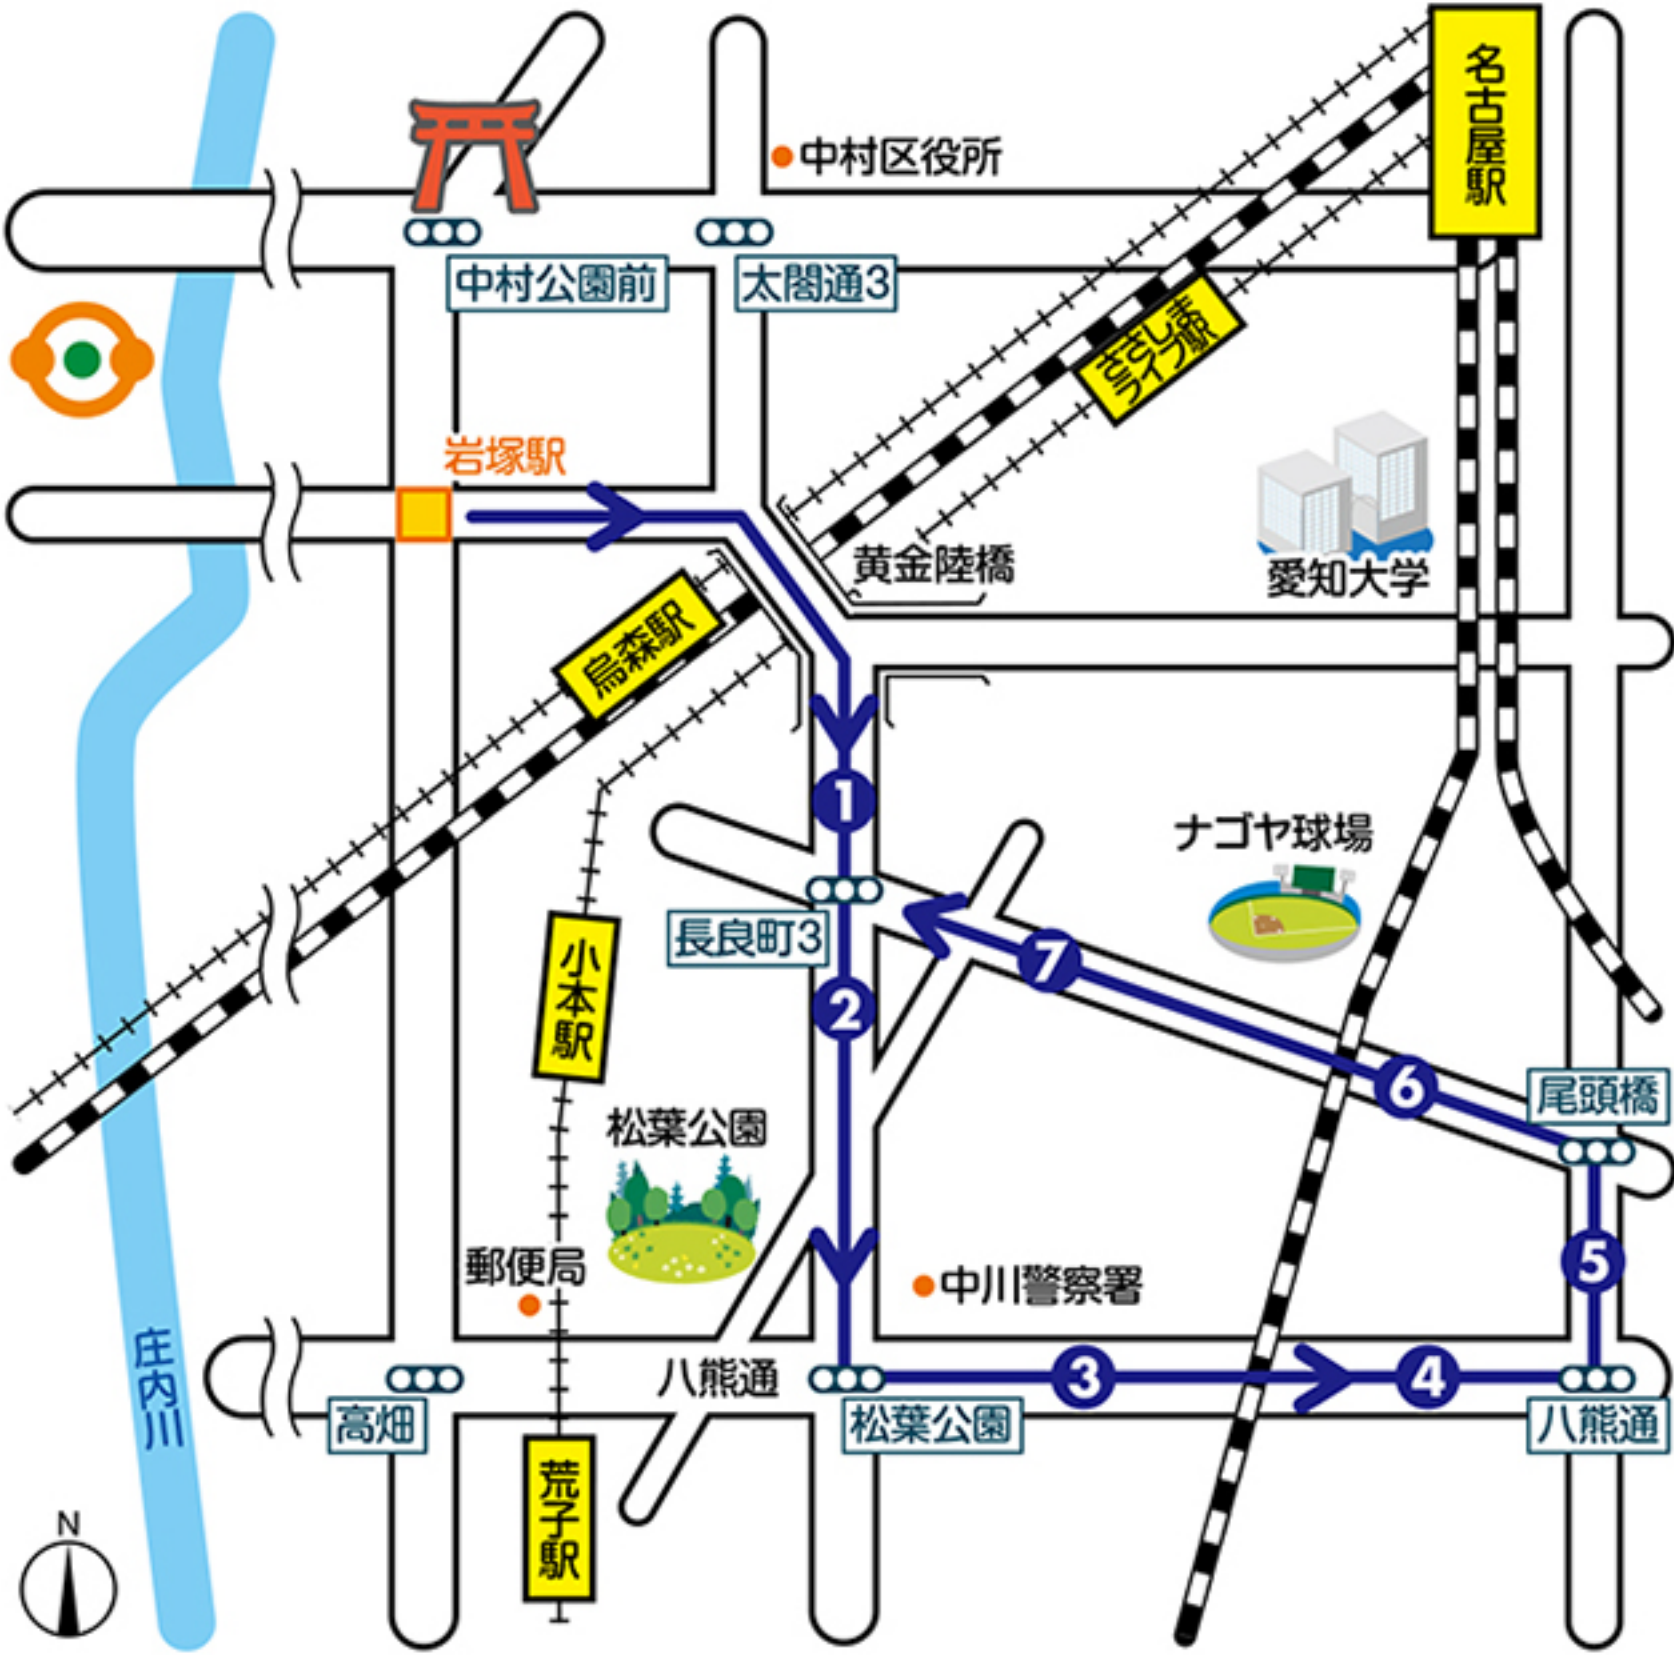 名古屋駅
中村区役所
中村公園前
太閤通3
ささしま
ライブ駅
岩塚駅
黄金陸橋
愛知大学
烏森駅
1
ナゴヤ球場
長良町3
7
小本駅
2
6
尾頭橋
松葉公園
郵便局
中川警察署
5
庄内川
高畑
八熊通
3
4
松葉公園
八熊通
荒子駅
N